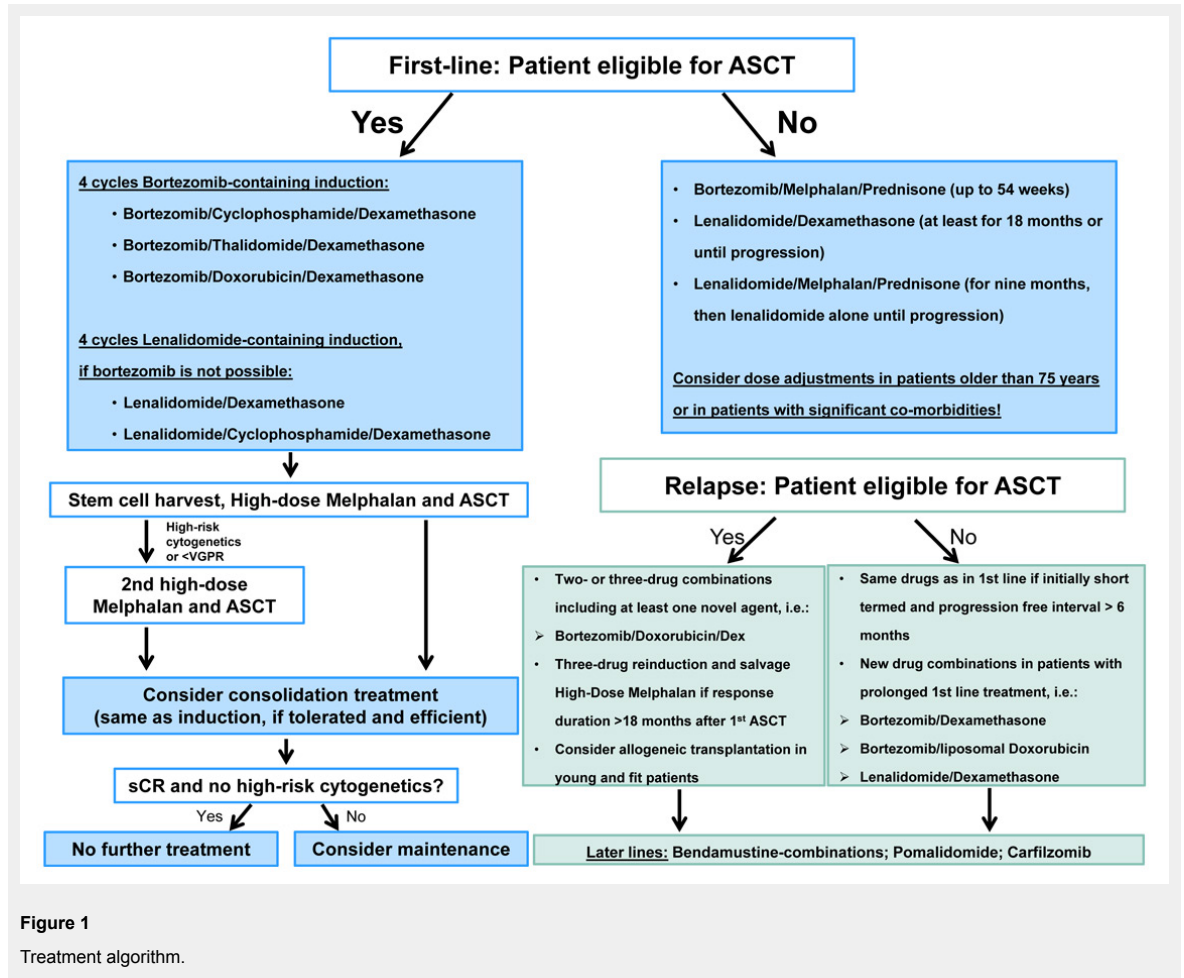 First-line: Patient eligible for ASCT
Yes
No
4 cycles Bortezomib-containing induction:
• Bortezomib/Cyclophosphamide/Dexamethasone
• Bortezomib/Thalidomide/Dexamethasone
• Bortezomib/Doxorubicin/Dexamethasone
4 cycles Lenalidomide-containing induction,
if bortezomib is not possible:
• Lenalidomide/Dexamethasone
• Lenalidomide/Cyclophosphamide/Dexamethasone
• Bortezomib/Melphalan/Prednisone (up to 54 weeks)
• Lenalidomide/Dexamethasone (at least for 18 months or
until progression)
• Lenalidomide/Melphalan/Prednisone (for nine months,
then lenalidomide alone until progression)
Consider dose adjustments in patients older than 75 years
or in patients with significant co-morbidities!
Stem cell harvest, High-dose Melphalan and ASCT
High-risk
cytogenetics
or <VGPR
2nd high-dose
Melphalan and ASCT
Consider consolidation treatment
(same as induction, if tolerated and efficient)
sCR and no high-risk cytogenetics?
Yes
No
No further treatment
Consider maintenance
Relapse: Patient eligible for ASCT
Yes
No
• Two- or three-drug combinations
including at least one novel agent, i.e.:
➢ Bortezomib/Doxorubicin/Dex
• Three-drug reinduction and salvage
High-Dose Melphalan if response
duration >18 months after 1st ASCT
• Consider allogeneic transplantation in
young and fit patients
• Same drugs as in 1st line if initially short
termed and progression free interval > 6
months
• New drug combinations in patients with
prolonged 1st line treatment, i.e.:
➢ Bortezomib/Dexamethasone
➢ Bortezomib/liposomal Doxorubicin
➢ Lenalidomide/Dexamethasone
Later lines: Bendamustine-combinations; Pomalidomide; Carfilzomib
Figure 1
Treatment algorithm.